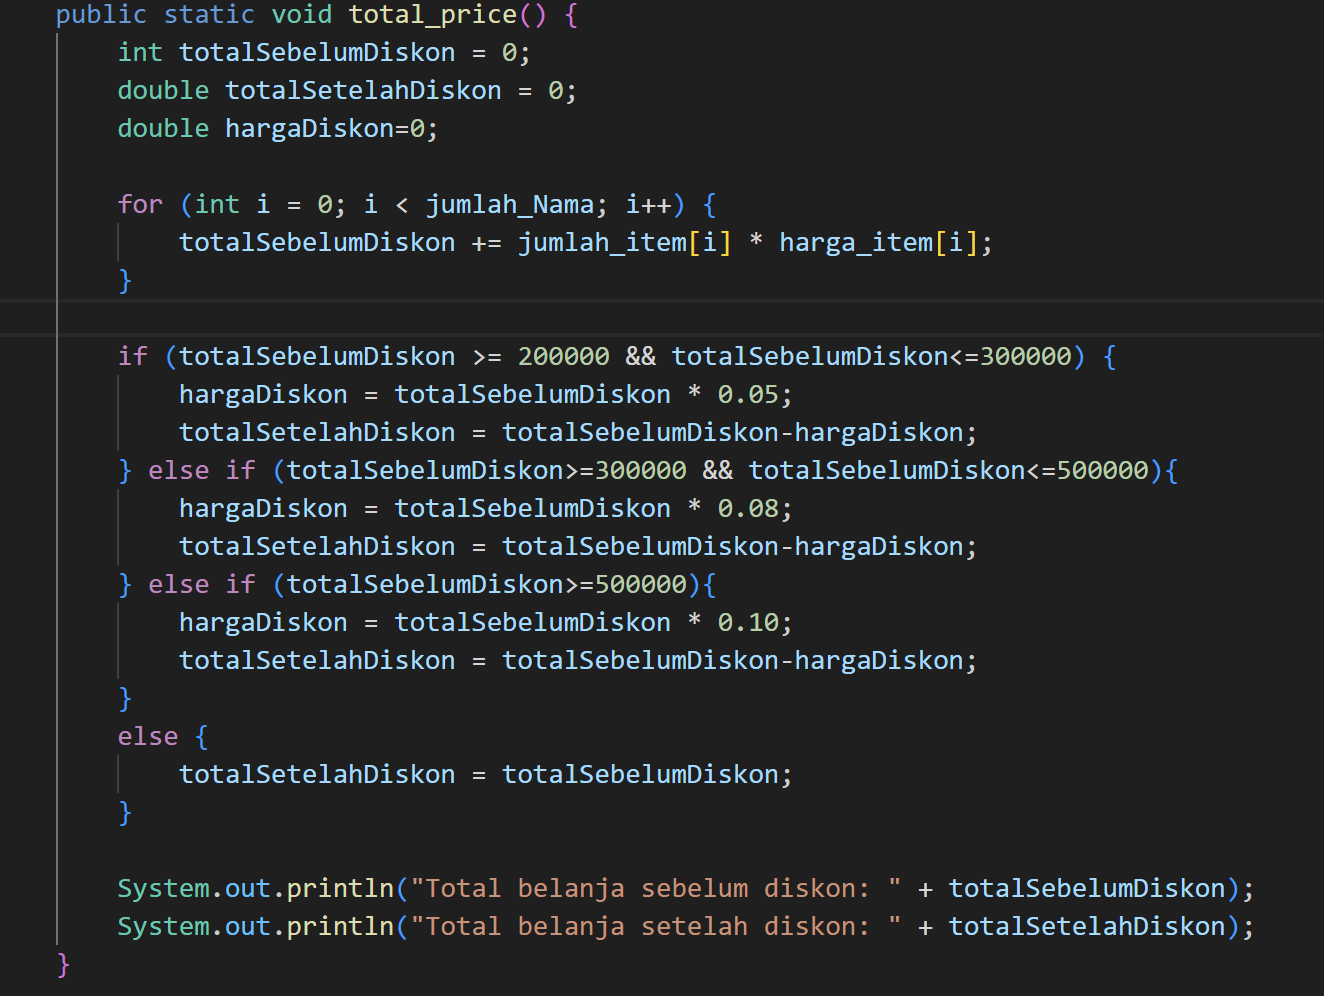 public static void total_price() {
    int totalSebelumDiskon = 0;
    double totalSetelahDiskon = 0;
    double hargaDiskon=0;

    for (int i = 0; i < jumlah_Nama; i++) {
        totalSebelumDiskon += jumlah_item[i] * harga_item[i];
    }

    if (totalSebelumDiskon >= 200000 && totalSebelumDiskon<=300000) {
        hargaDiskon = totalSebelumDiskon * 0.05;
        totalSetelahDiskon = totalSebelumDiskon-hargaDiskon;
    } else if (totalSebelumDiskon>=300000 && totalSebelumDiskon<=500000){
        hargaDiskon = totalSebelumDiskon * 0.08;
        totalSetelahDiskon = totalSebelumDiskon-hargaDiskon;
    } else if (totalSebelumDiskon>=500000){
        hargaDiskon = totalSebelumDiskon * 0.10;
        totalSetelahDiskon = totalSebelumDiskon-hargaDiskon;
    }
    else {
        totalSetelahDiskon = totalSebelumDiskon;
    }

    System.out.println("Total belanja sebelum diskon: " + totalSebelumDiskon);
    System.out.println("Total belanja setelah diskon: " + totalSetelahDiskon);
}